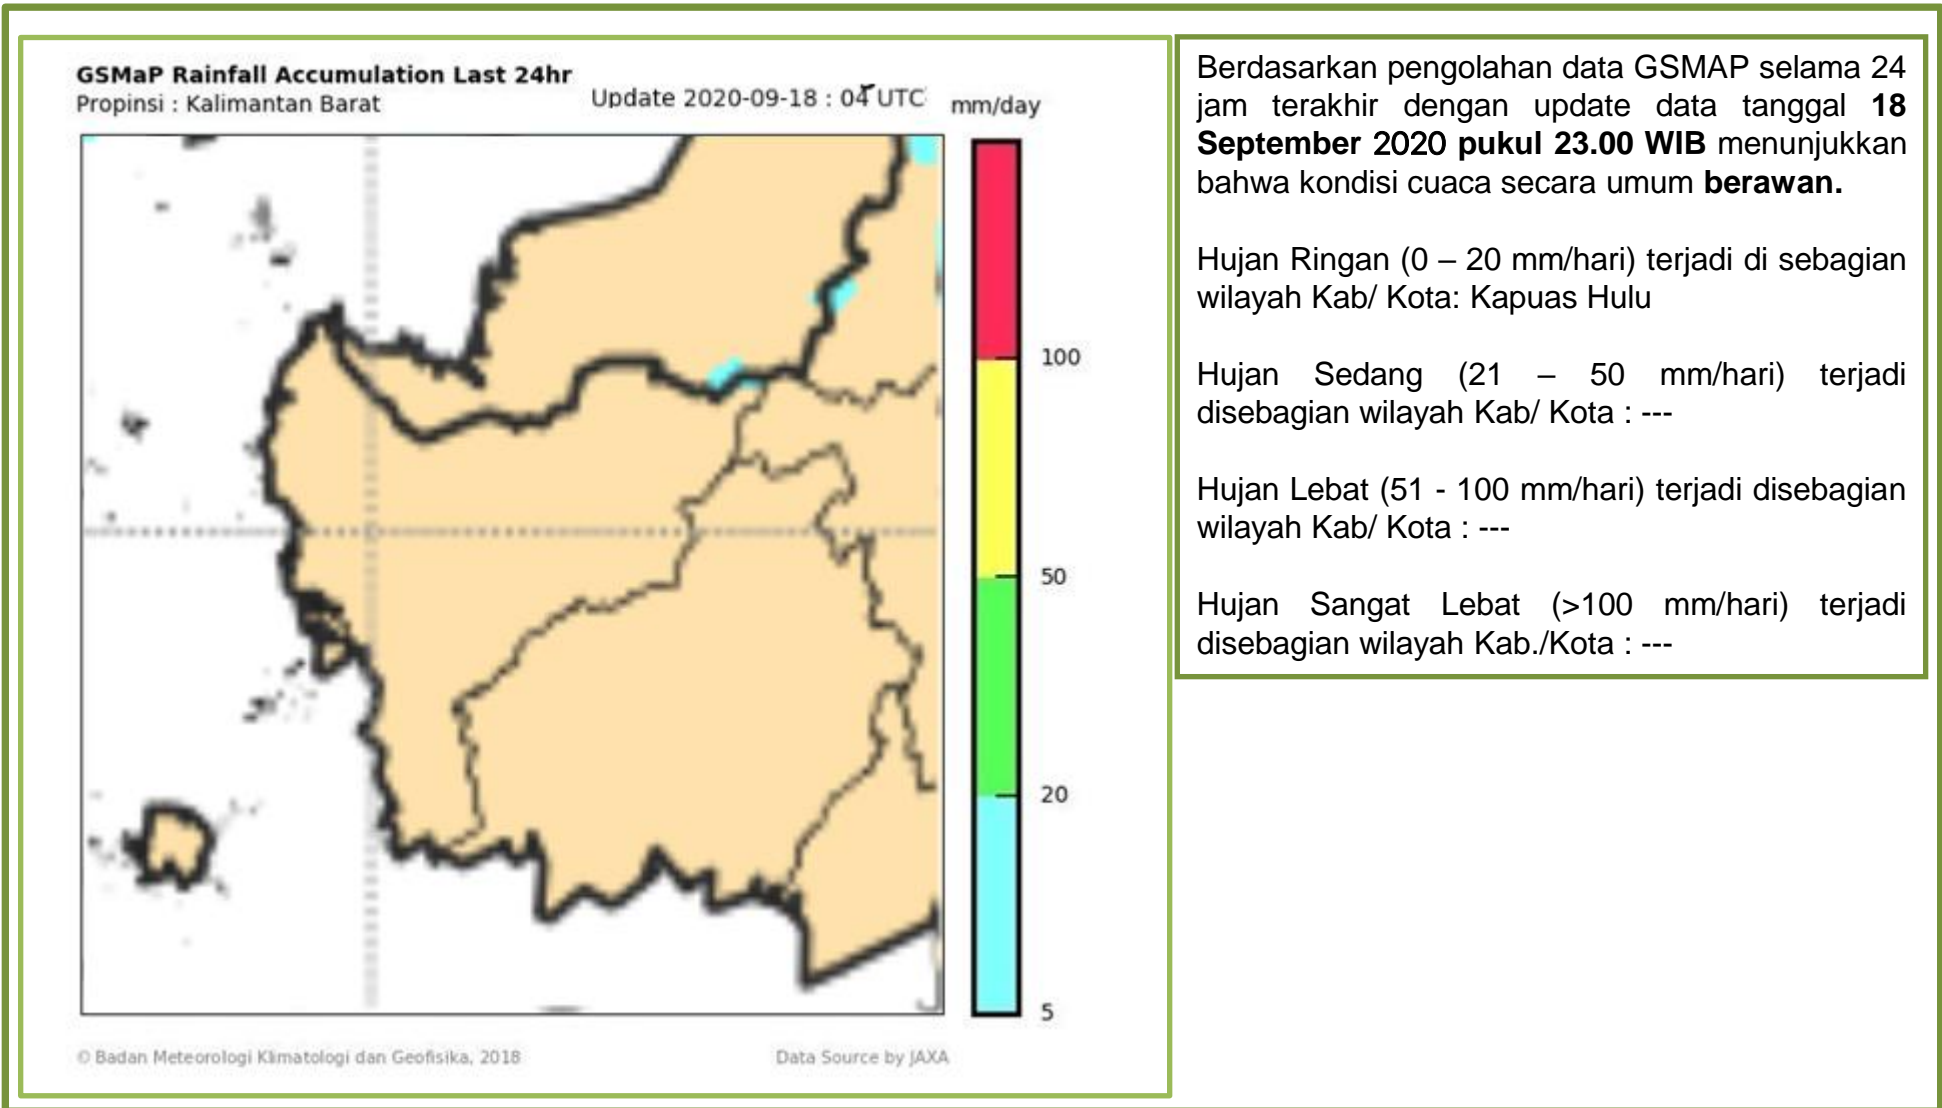 GSMaP Rainfall Accumulation Last 24hr
Propinsi : Kalimantan Barat
Update 2020-09-18 : 04 UTC
mm/day
100
50
20
5
© Badan Meteorologi Klimatologi dan Geofisika, 2018
Data Source by JAXA
Berdasarkan pengolahan data GSMAP selama 24
jam terakhir dengan update data tanggal 18
September 2020 pukul 23.00 WIB menunjukkan
bahwa kondisi cuaca secara umum berawan.
Hujan Ringan (0 – 20 mm/hari) terjadi di sebagian
wilayah Kab/ Kota: Kapuas Hulu
Hujan Sedang (21 – 50 mm/hari) terjadi
disebagian wilayah Kab/ Kota : ---
Hujan Lebat (51 - 100 mm/hari) terjadi disebagian
wilayah Kab/ Kota : ---
Hujan Sangat Lebat (>100 mm/hari) terjadi
disebagian wilayah Kab./Kota : ---